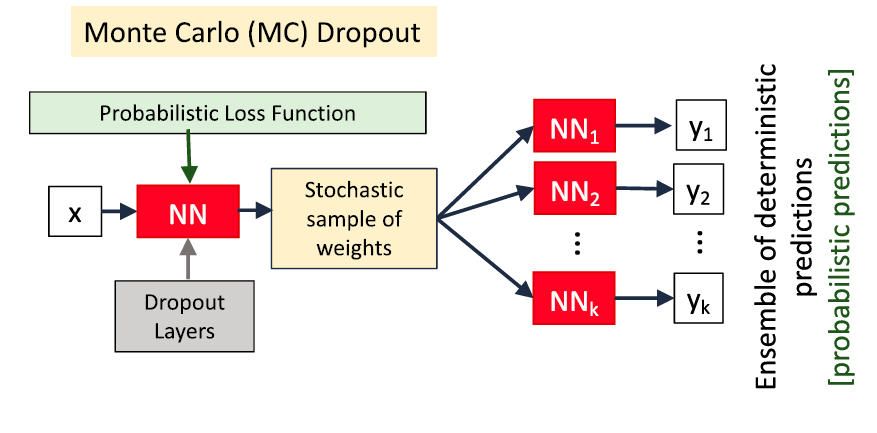 Monte Carlo (MC) Dropout
Probabilistic Loss Function
x
NN
Dropout
Layers
Stochastic
sample of
weights
NN₁
y₁
NN₂
y₂
⋮
⋮
NNₖ
yₖ
Ensemble of deterministic
predictions
[probabilistic predictions]